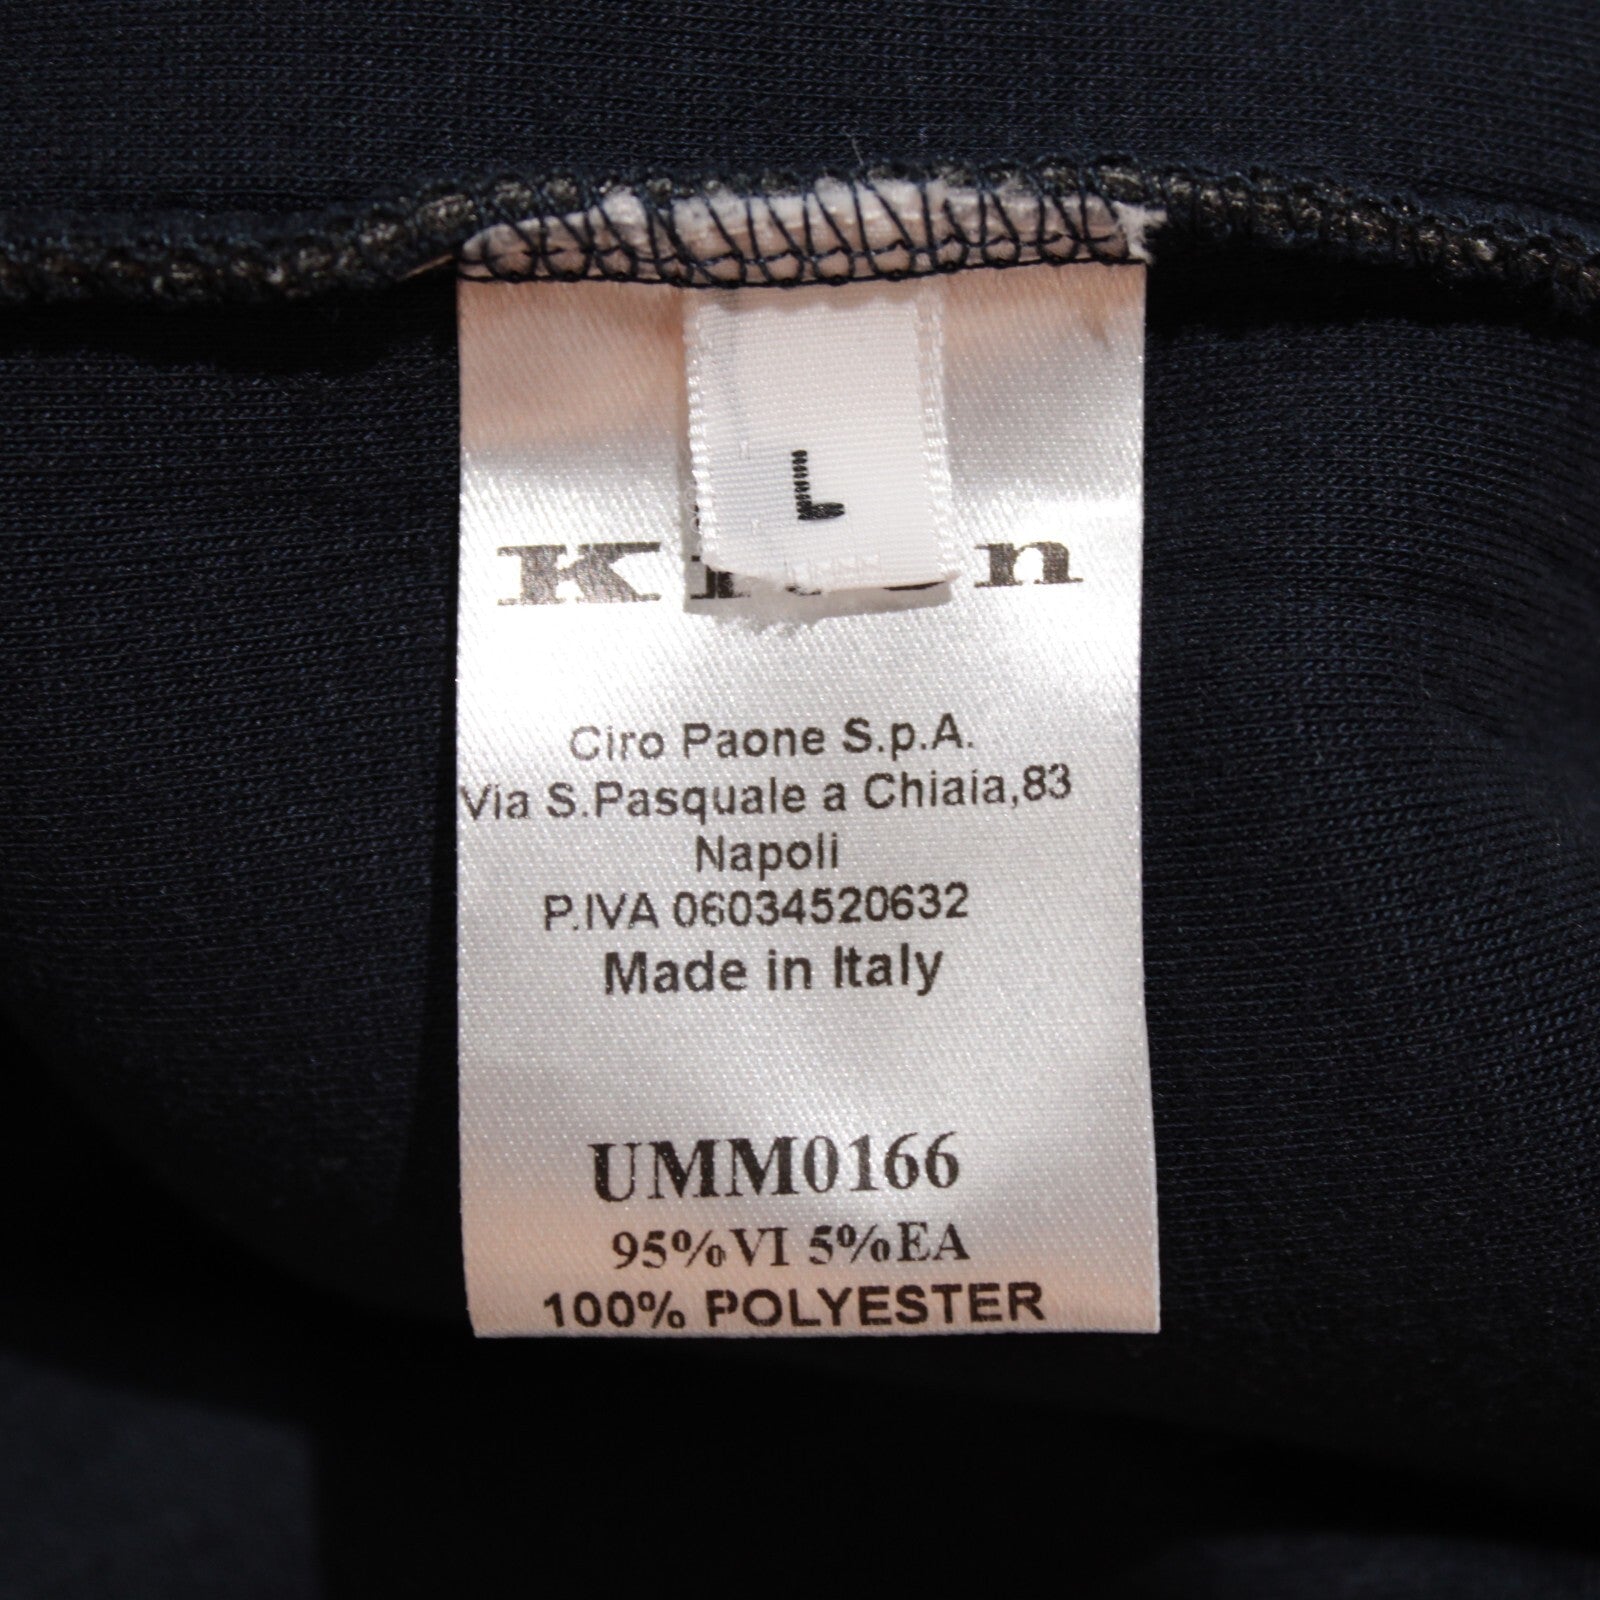 L
Ciro Paone S.p.A.
Via S.Pasquale a Chiaia,83
Napoli
P.IVA 06034520632
Made in Italy
UMM0166
95%VI 5%EA
100% POLYESTER